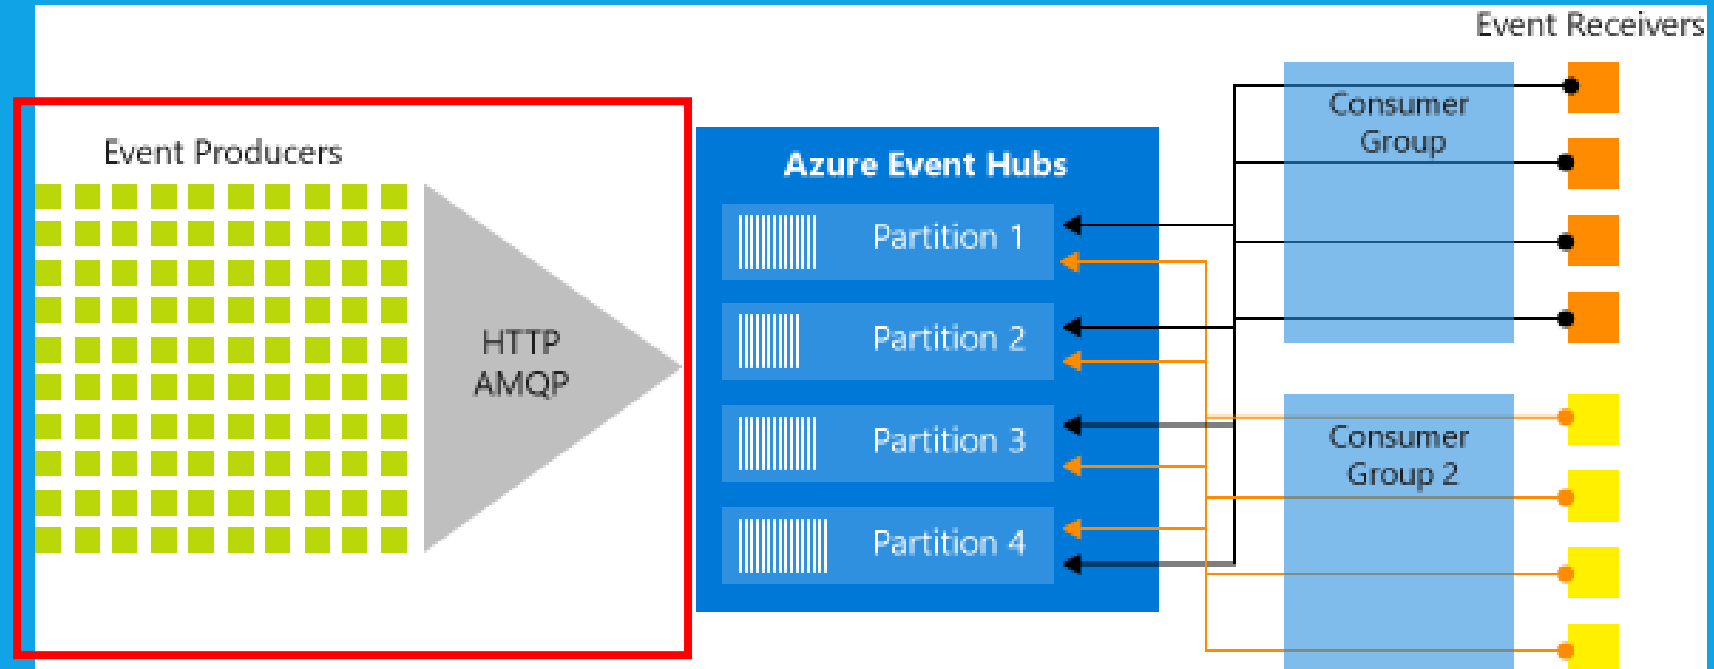 Event Receivers
Event Producers
HTTP
AMQP
Azure Event Hubs
Partition 1
Partition 2
Partition 3
Partition 4
Consumer
Group
Consumer
Group 2